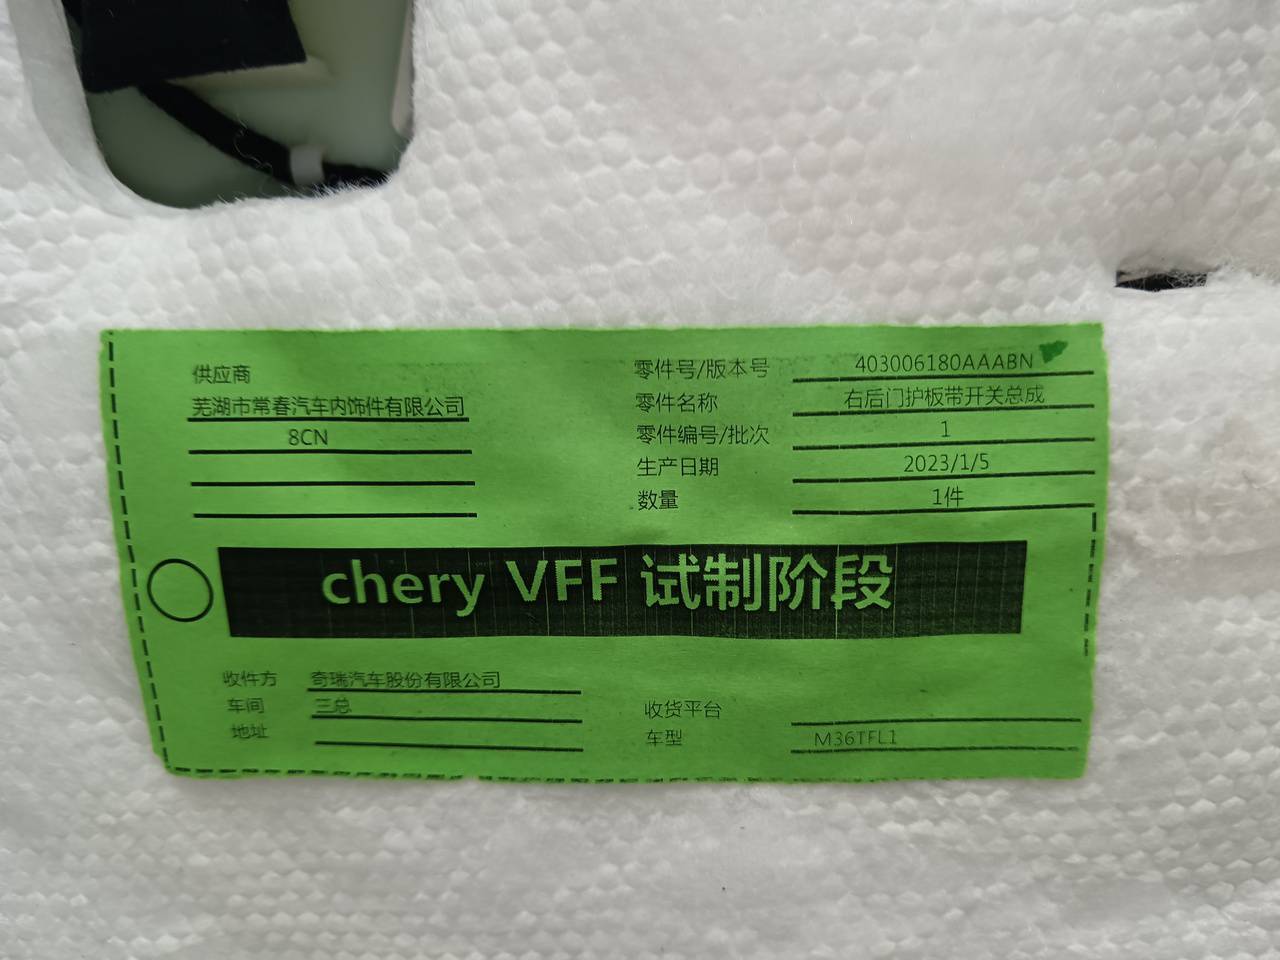 供应商
芜湖市常春汽车内饰件有限公司
8CN
零件号/版本号 403006180AAABN
零件名称 右后门护板带开关总成
零件编号/批次 1
生产日期 2023/1/5
数量 1件
chery VFF 试制阶段
收件方 奇瑞汽车股份有限公司
车间 三总
地址
收货平台
车型 M36TFL1